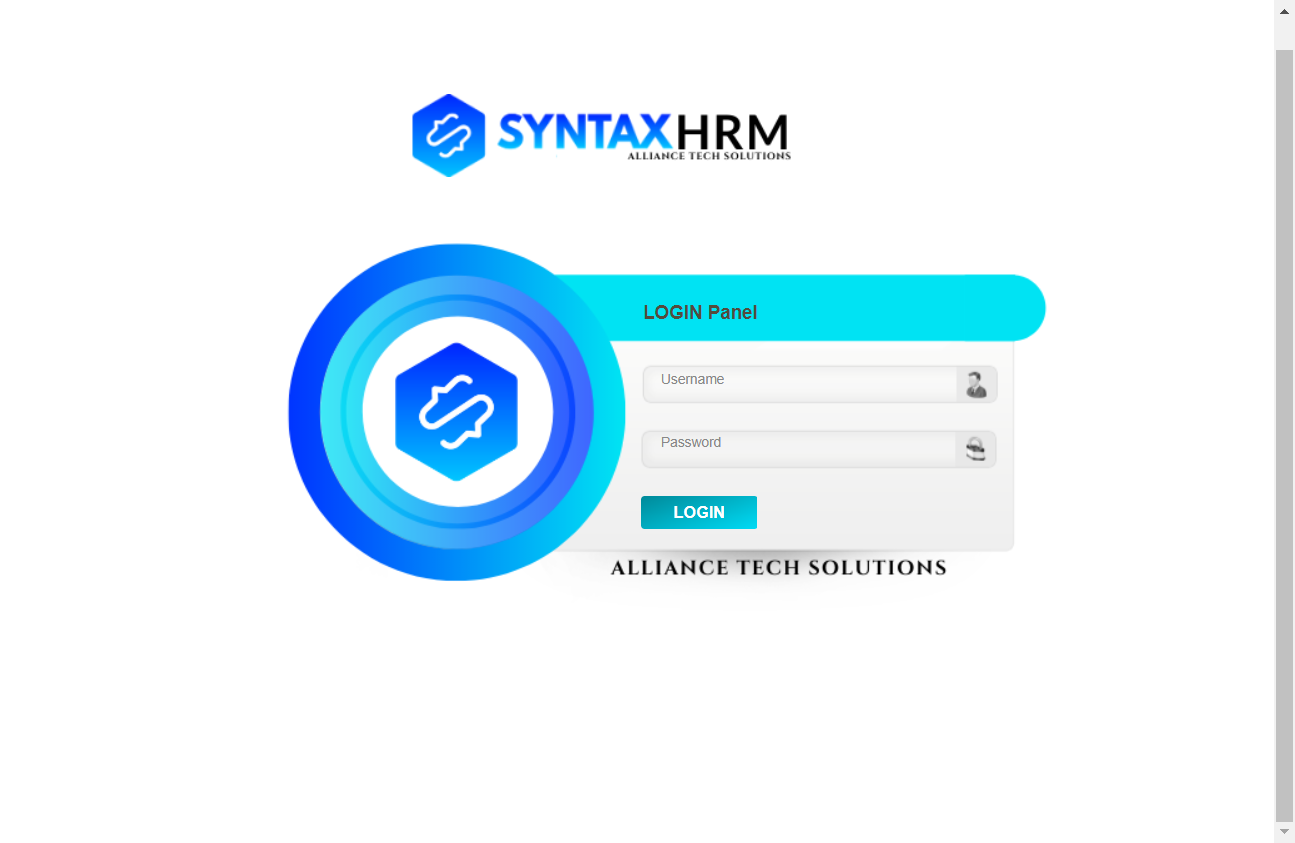 SYNTAXHRM
ALLIANCE TECH SOLUTIONS
LOGIN Panel
Username
Password
LOGIN
ALLIANCE TECH SOLUTIONS